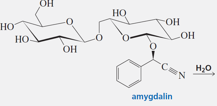 OH
HO HO OH
HO O O OH
HO OH O O
C≡N H₂O
amygdalin